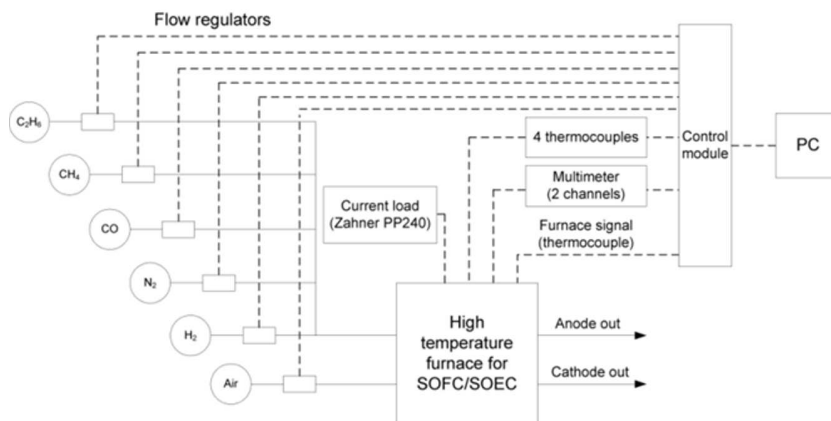 Flow regulators
C₂H₆
CH₄
CO
N₂
H₂
Air
Current load
(Zahner PP240)
4 thermocouples
Multimeter
(2 channels)
Furnace signal
(thermocouple)
Control
module
PC
High
temperature
furnace for
SOFC/SOEC
Anode out
Cathode out